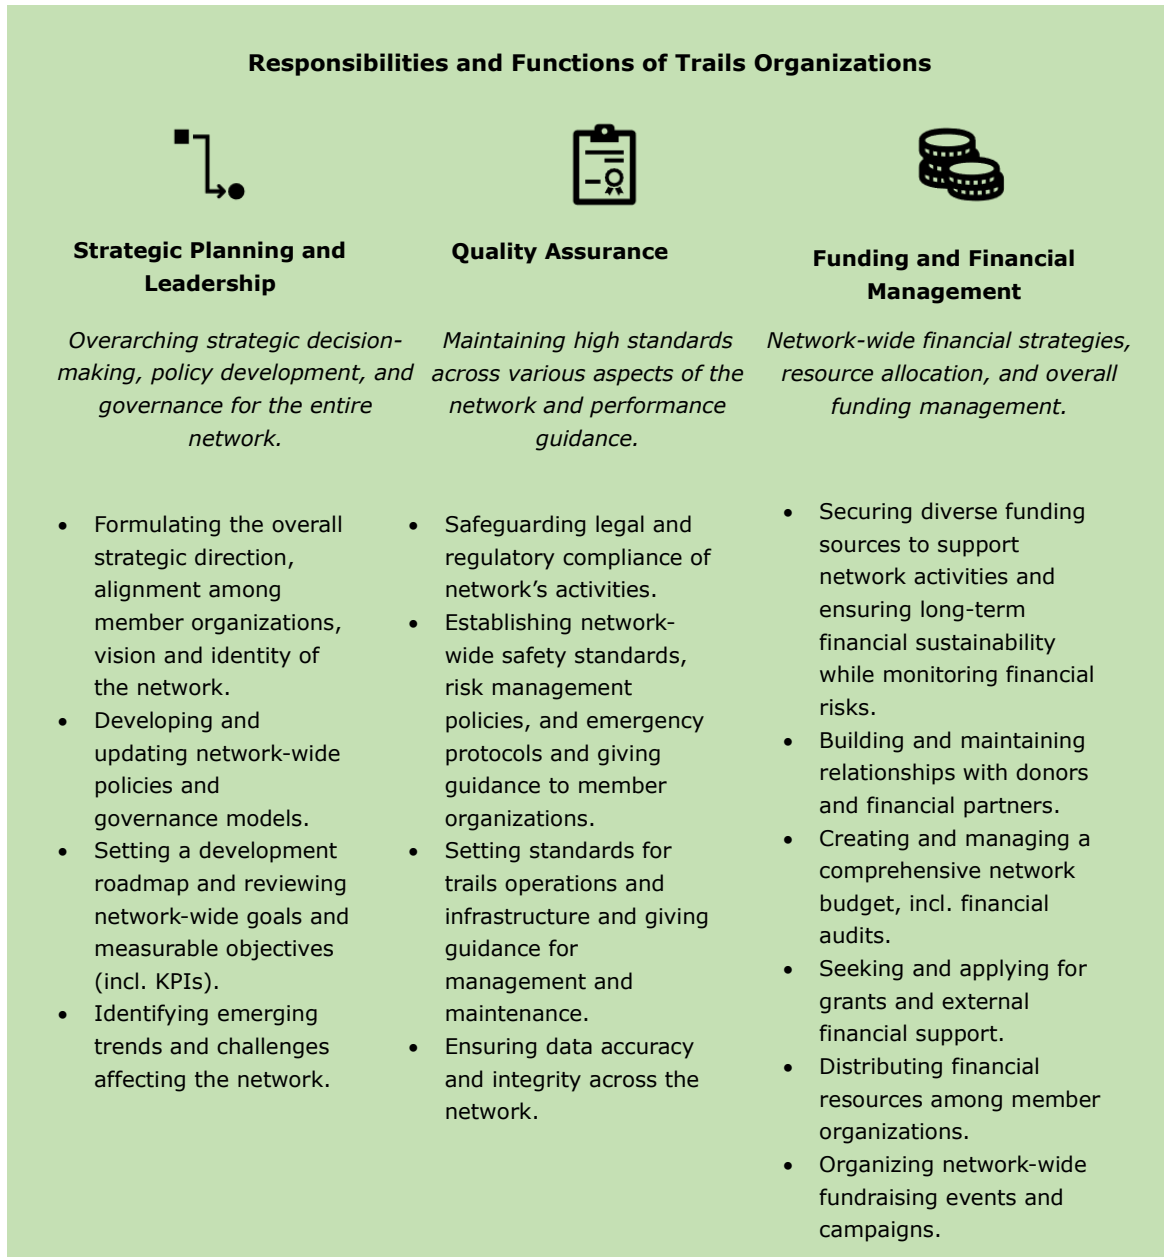 Responsibilities and Functions of Trails Organizations
Strategic Planning and
Leadership
Overarching strategic decision-
making, policy development, and
governance for the entire
network.
• Formulating the overall
strategic direction,
alignment among
member organizations,
vision and identity of
the network.
• Developing and
updating network-wide
policies and
governance models.
• Setting a development
roadmap and reviewing
network-wide goals and
measurable objectives
(incl. KPIs).
• Identifying emerging
trends and challenges
affecting the network.
Quality Assurance
Maintaining high standards
across various aspects of the
network and performance
guidance.
• Safeguarding legal and
regulatory compliance of
network’s activities.
• Establishing network-
wide safety standards,
risk management
policies, and emergency
protocols and giving
guidance to member
organizations.
• Setting standards for
trails operations and
infrastructure and giving
guidance for
management and
maintenance.
• Ensuring data accuracy
and integrity across the
network.
Funding and Financial
Management
Network-wide financial strategies,
resource allocation, and overall
funding management.
• Securing diverse funding
sources to support
network activities and
ensuring long-term
financial sustainability
while monitoring financial
risks.
• Building and maintaining
relationships with donors
and financial partners.
• Creating and managing a
comprehensive network
budget, incl. financial
audits.
• Seeking and applying for
grants and external
financial support.
• Distributing financial
resources among member
organizations.
• Organizing network-wide
fundraising events and
campaigns.